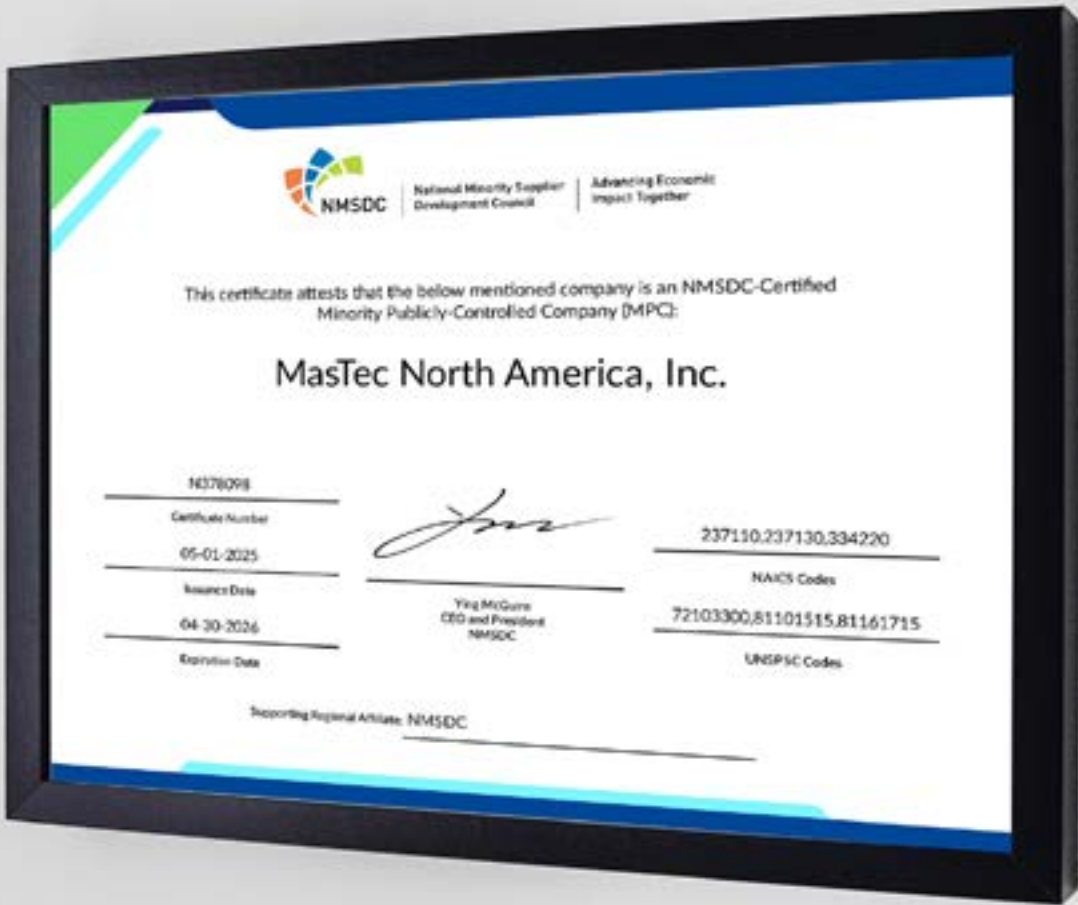 NMSDC
National Minority Supplier
Development Council
Advancing Economic
Impact Together
This certificate attests that the below mentioned company is an NMSDC-Certified
Minority Publicly-Controlled Company (MPC):
MasTec North America, Inc.
N378098
Certificate Number
05-01-2025
Issuance Date
04-30-2026
Expiration Date
Ying McGuire
CEO and President
NMSDC
237110,237130,334220
NAICS Codes
72103300,81101515,81161715
UNSPSC Codes
Supporting Regional Affiliate: NMSDC